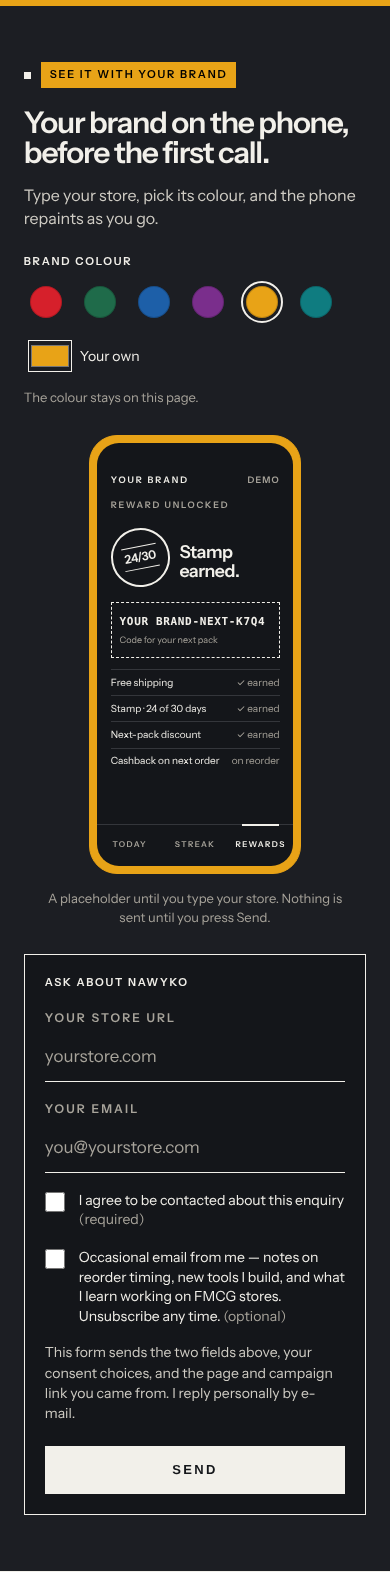 SEE IT WITH YOUR BRAND
Your brand on the phone,
before the first call.
Type your store, pick its colour, and the phone
repaints as you go.
BRAND COLOUR
Your own
The colour stays on this page.
YOUR BRAND DEMO
REWARD UNLOCKED
24/30
Stamp
earned.
YOUR BRAND-NEXT-K7Q4
Code for your next pack
Free shipping ✓ earned
Stamp · 24 of 30 days ✓ earned
Next-pack discount ✓ earned
Cashback on next order on reorder
TODAY STREAK REWARDS
A placeholder until you type your store. Nothing is
sent until you press Send.
ASK ABOUT NAWYKO
YOUR STORE URL
yourstore.com
YOUR EMAIL
you@yourstore.com
I agree to be contacted about this enquiry
(required)
Occasional email from me — notes on
reorder timing, new tools I build, and what
I learn working on FMCG stores.
Unsubscribe any time. (optional)
This form sends the two fields above, your
consent choices, and the page and campaign
link you came from. I reply personally by e-
mail.
SEND